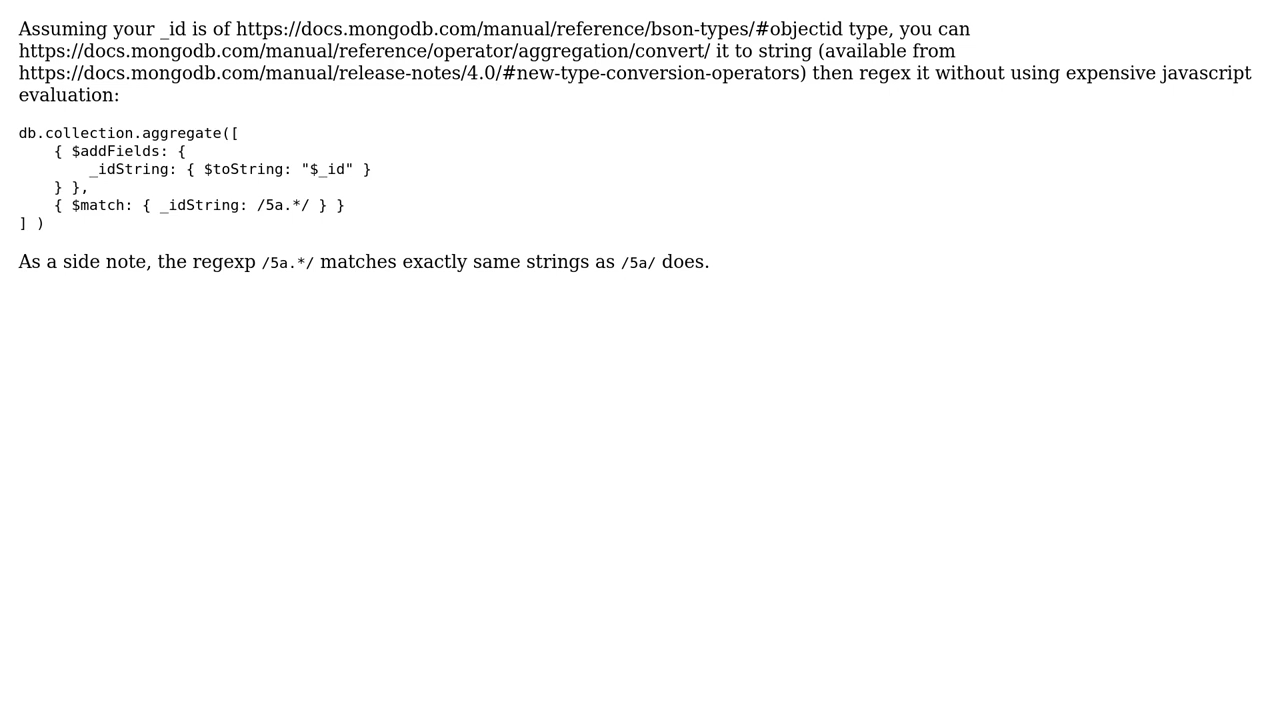 Assuming your _id is of https://docs.mongodb.com/manual/reference/bson-types/#objectid type, you can
https://docs.mongodb.com/manual/reference/operator/aggregation/convert/ it to string (available from
https://docs.mongodb.com/manual/release-notes/4.0/#new-type-conversion-operators) then regex it without using expensive javascript
evaluation:
db.collection.aggregate([
    { $addFields: {
        _idString: { $toString: "$_id" }
    } },
    { $match: { _idString: /5a.*/ } }
] )
As a side note, the regexp /5a.*/ matches exactly same strings as /5a/ does.